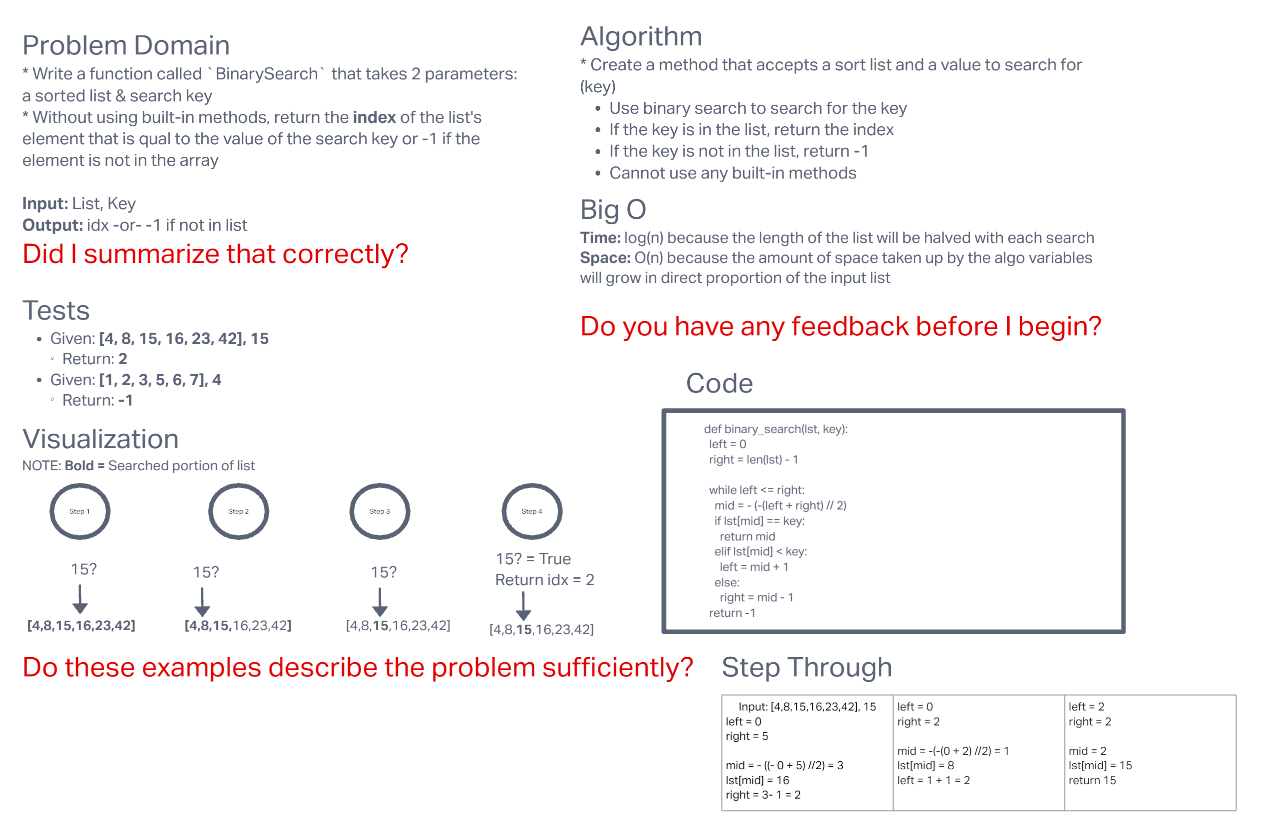 Problem Domain
* Write a function called `BinarySearch` that takes 2 parameters:
a sorted list & search key
* Without using built-in methods, return the index of the list's
element that is qual to the value of the search key or -1 if the
element is not in the array
Input: List, Key
Output: idx -or- -1 if not in list
Did I summarize that correctly?
Tests
• Given: [4, 8, 15, 16, 23, 42], 15
◦ Return: 2
• Given: [1, 2, 3, 5, 6, 7], 4
◦ Return: -1
Visualization
NOTE: Bold = Searched portion of list
Step 1
Step 2
Step 3
Step 4
15?
15?
15?
15? = True
Return idx = 2
[4,8,15,16,23,42]
[4,8,15,16,23,42]
[4,8,15,16,23,42]
[4,8,15,16,23,42]
Do these examples describe the problem sufficiently?
Algorithm
* Create a method that accepts a sort list and a value to search for
(key)
• Use binary search to search for the key
• If the key is in the list, return the index
• If the key is not in the list, return -1
• Cannot use any built-in methods
Big O
Time: log(n) because the length of the list will be halved with each search
Space: O(n) because the amount of space taken up by the algo variables
will grow in direct proportion of the input list
Do you have any feedback before I begin?
Code
def binary_search(lst, key):
left = 0
right = len(lst) - 1
while left <= right:
mid = - (-(left + right) // 2)
if lst[mid] == key:
return mid
elif lst[mid] < key:
left = mid + 1
else:
right = mid - 1
return -1
Step Through
Input: [4,8,15,16,23,42], 15
left = 0
right = 5
mid = - ((- 0 + 5) //2) = 3
lst[mid] = 16
right = 3- 1 = 2
left = 0
right = 2
mid = -(-(0 + 2) //2) = 1
lst[mid] = 8
left = 1 + 1 = 2
left = 2
right = 2
mid = 2
lst[mid] = 15
return 15